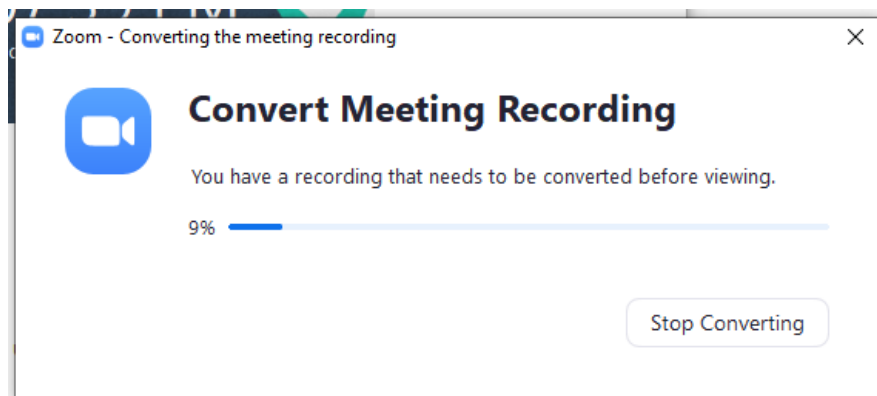 Zoom - Converting the meeting recording
Convert Meeting Recording
You have a recording that needs to be converted before viewing.
9%
Stop Converting